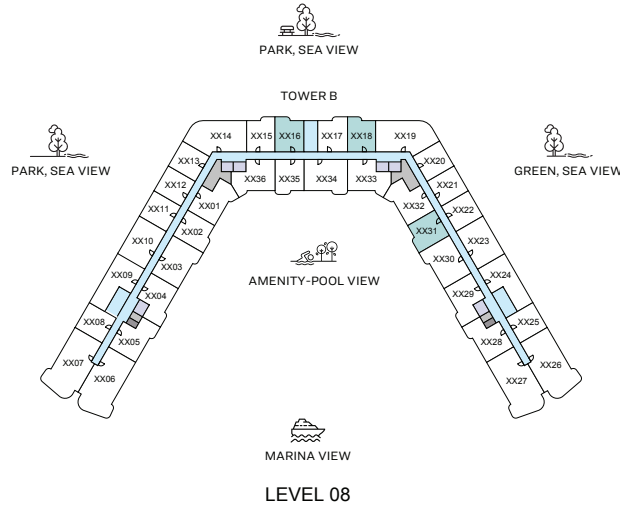 PARK, SEA VIEW
TOWER B
PARK, SEA VIEW
GREEN, SEA VIEW
XX14
XX15
XX16
XX17
XX18
XX19
XX13
XX20
XX12
XX36
XX35
XX34
XX33
XX21
XX11
XX01
XX32
XX22
XX10
XX02
XX31
XX23
XX09
XX03
XX30
XX24
XX08
XX04
XX29
XX25
XX07
XX05
XX28
XX26
XX06
XX27
AMENITY-POOL VIEW
MARINA VIEW
LEVEL 08